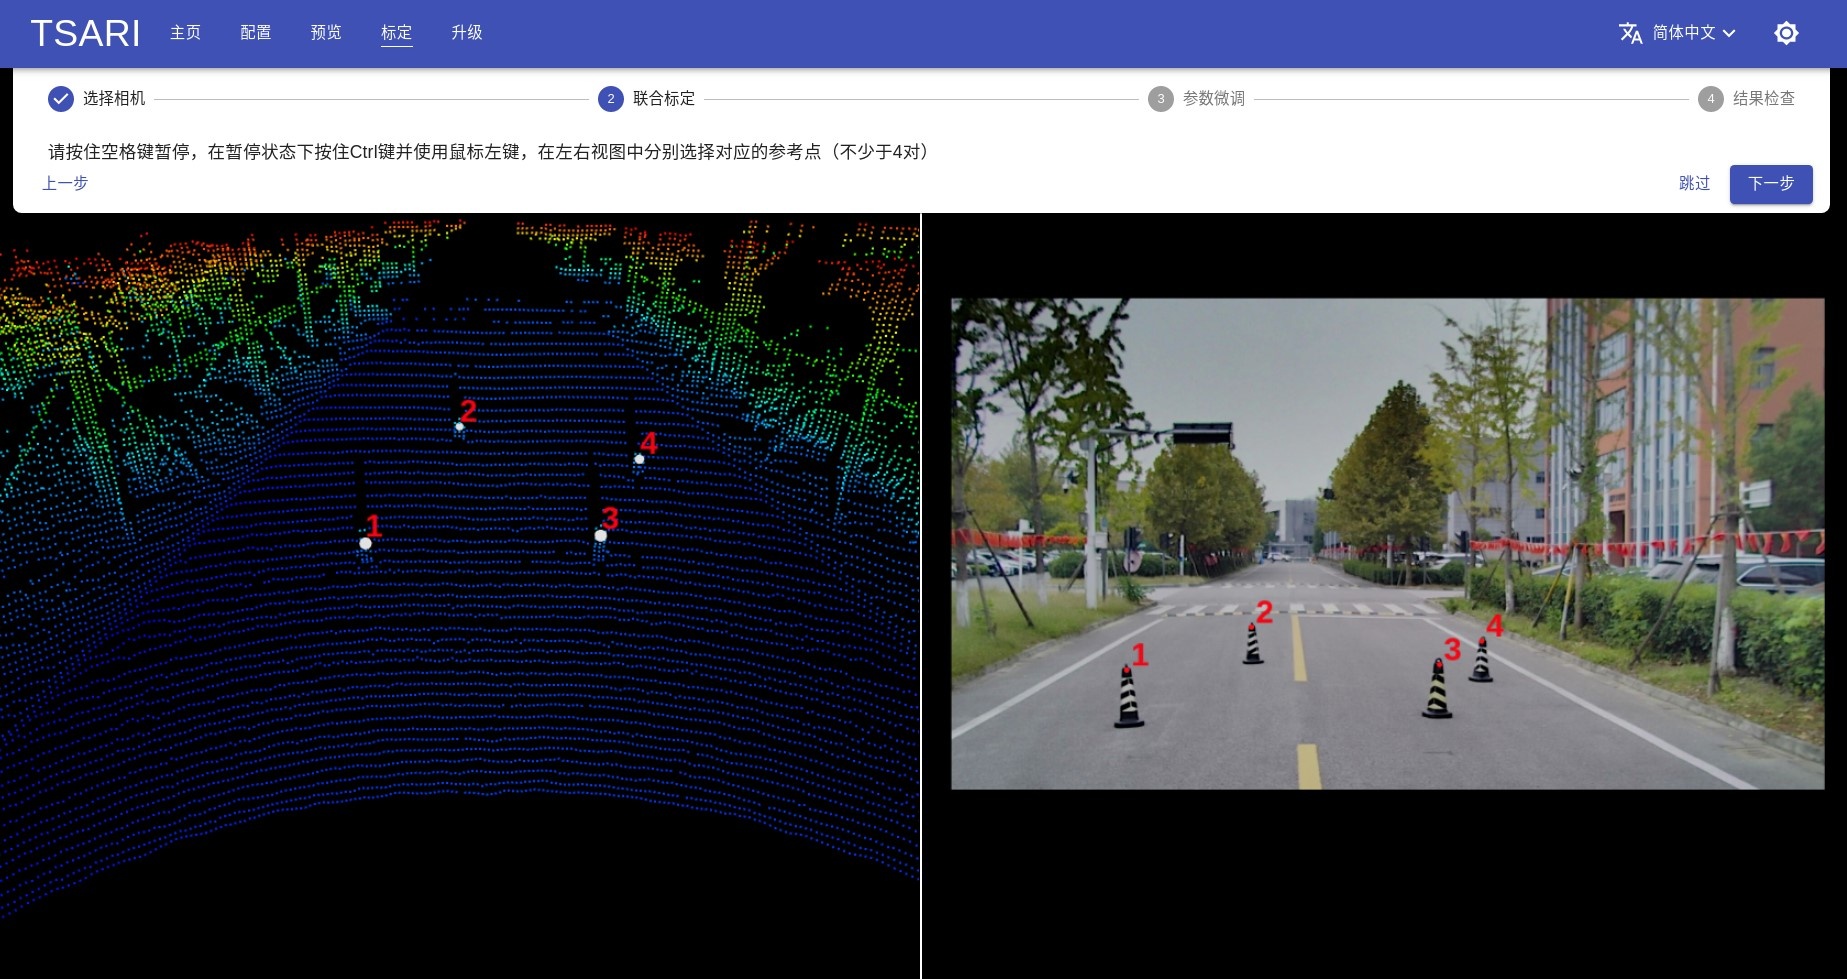 TSARI 主页 配置 预览 标定 升级 简体中文
选择相机 2 联合标定 3 参数微调 4 结果检查
请按住空格键暂停，在暂停状态下按住Ctrl键并使用鼠标左键，在左右视图中分别选择对应的参考点（不少于4对）
上一步 跳过 下一步
2
4
1
3
2
4
3
1